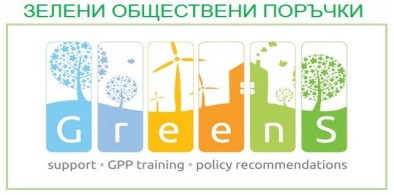 ЗЕЛЕНИ ОБЩЕСТВЕНИ ПОРЪЧКИ
GreenS
support • GPP training • policy recommendations